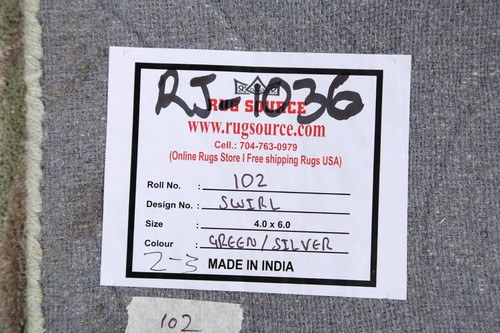 RJ-1036
RUG SOURCE
www.rugsource.com
Cell.: 704-763-0979
(Online Rugs Store I Free shipping Rugs USA)
Roll No. : 102
Design No. : SWIRL
Size : 4.0 x 6.0
Colour : GREEN/SILVER
2-3 MADE IN INDIA
102